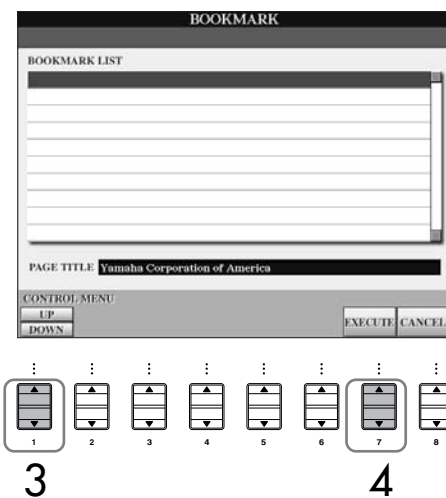 BOOKMARK
BOOKMARK LIST
PAGE TITLE Yamaha Corporation of America
CONTROL MENU
UP
DOWN
EXECUTE CANCEL
1 2 3 4 5 6 7 8
3 4